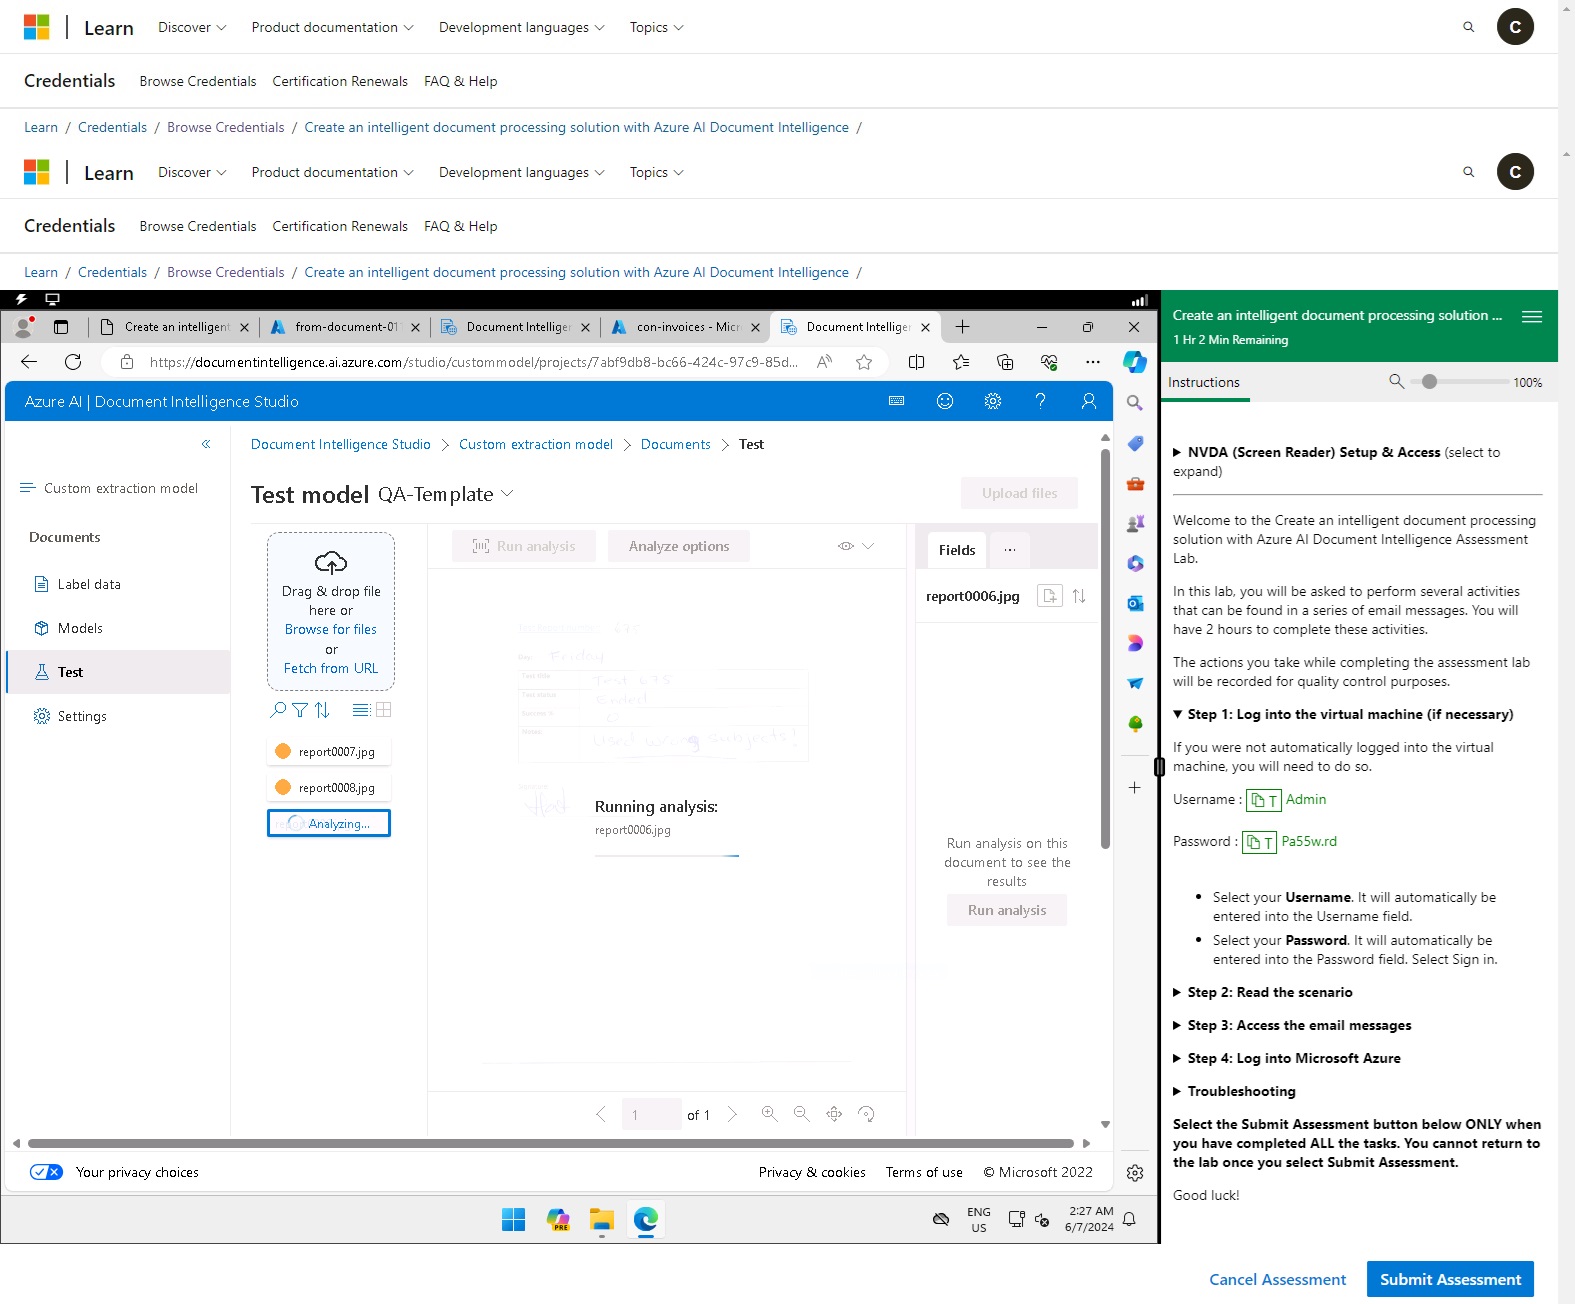 Learn Discover Product documentation Development languages Topics C
Credentials Browse Credentials Certification Renewals FAQ & Help
Learn / Credentials / Browse Credentials / Create an intelligent document processing solution with Azure AI Document Intelligence /
Learn Discover Product documentation Development languages Topics C
Credentials Browse Credentials Certification Renewals FAQ & Help
Learn / Credentials / Browse Credentials / Create an intelligent document processing solution with Azure AI Document Intelligence /
Create an intelligent from-document-01 Document Intelligen con-invoices - Micr Document Intelliger
https://documentintelligence.ai.azure.com/studio/custommodel/projects/7abf9db8-bc66-424c-97c9-85d...
Azure AI | Document Intelligence Studio
Document Intelligence Studio > Custom extraction model > Documents > Test
Custom extraction model
Documents
Label data
Models
Test
Settings
Test model QA-Template
Upload files
Drag & drop file
here or
Browse for files
or
Fetch from URL
report0007.jpg
report0008.jpg
Analyzing...
Run analysis Analyze options
675
Day: Friday
Test title Test 675
Test status Ended
0
Notes Used wrong subjects!
Running analysis:
report0006.jpg
1 of 1
Fields ...
report0006.jpg
Run analysis on this
document to see the
results
Run analysis
Your privacy choices Privacy & cookies Terms of use © Microsoft 2022
PRE
ENG
US
2:27 AM
6/7/2024
Create an intelligent document processing solution ...
1 Hr 2 Min Remaining
Instructions 100%
NVDA (Screen Reader) Setup & Access (select to
expand)
Welcome to the Create an intelligent document processing
solution with Azure AI Document Intelligence Assessment
Lab.
In this lab, you will be asked to perform several activities
that can be found in a series of email messages. You will
have 2 hours to complete these activities.
The actions you take while completing the assessment lab
will be recorded for quality control purposes.
Step 1: Log into the virtual machine (if necessary)
If you were not automatically logged into the virtual
machine, you will need to do so.
Username : T Admin
Password : T Pa55w.rd
• Select your Username. It will automatically be
entered into the Username field.
• Select your Password. It will automatically be
entered into the Password field. Select Sign in.
Step 2: Read the scenario
Step 3: Access the email messages
Step 4: Log into Microsoft Azure
Troubleshooting
Select the Submit Assessment button below ONLY when
you have completed ALL the tasks. You cannot return to
the lab once you select Submit Assessment.
Good luck!
Cancel Assessment Submit Assessment